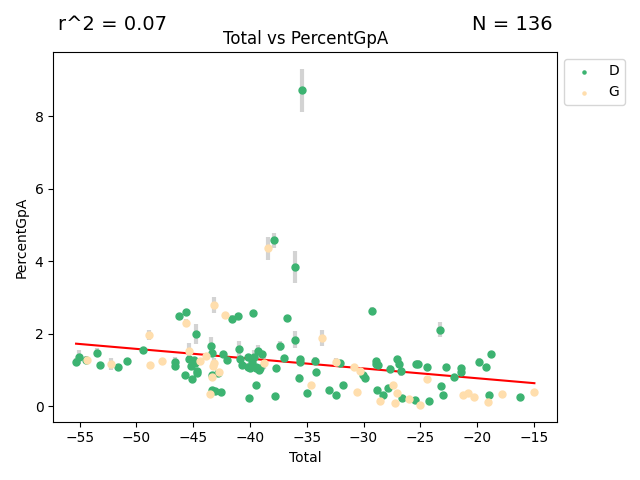 r^2 = 0.07
N = 136
Total vs PercentGpA
D
G
8
6
4
2
0
PercentGpA
−55
−50
−45
−40
−35
−30
−25
−20
−15
Total